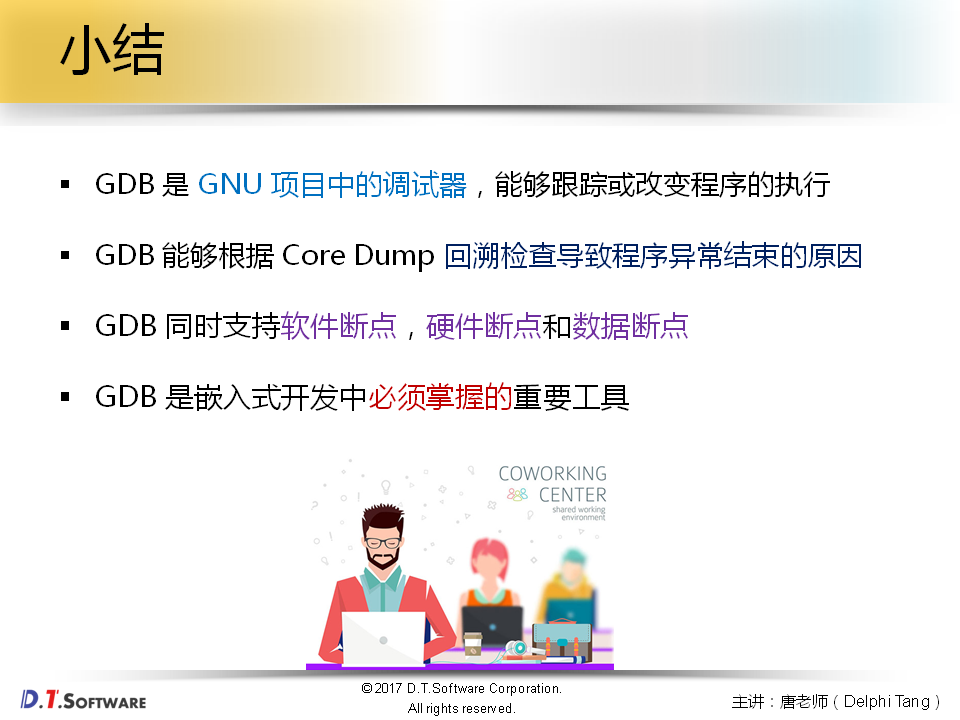 小结
▪ GDB 是 GNU 项目中的调试器，能够跟踪或改变程序的执行
▪ GDB 能够根据 Core Dump 回溯检查导致程序异常结束的原因
▪ GDB 同时支持软件断点，硬件断点和数据断点
▪ GDB 是嵌入式开发中必须掌握的重要工具
COWORKING
CENTER
shared working
environment
D.T.SOFTWARE
©2017 D.T.Software Corporation.
All rights reserved.
主讲：唐老师（Delphi Tang）